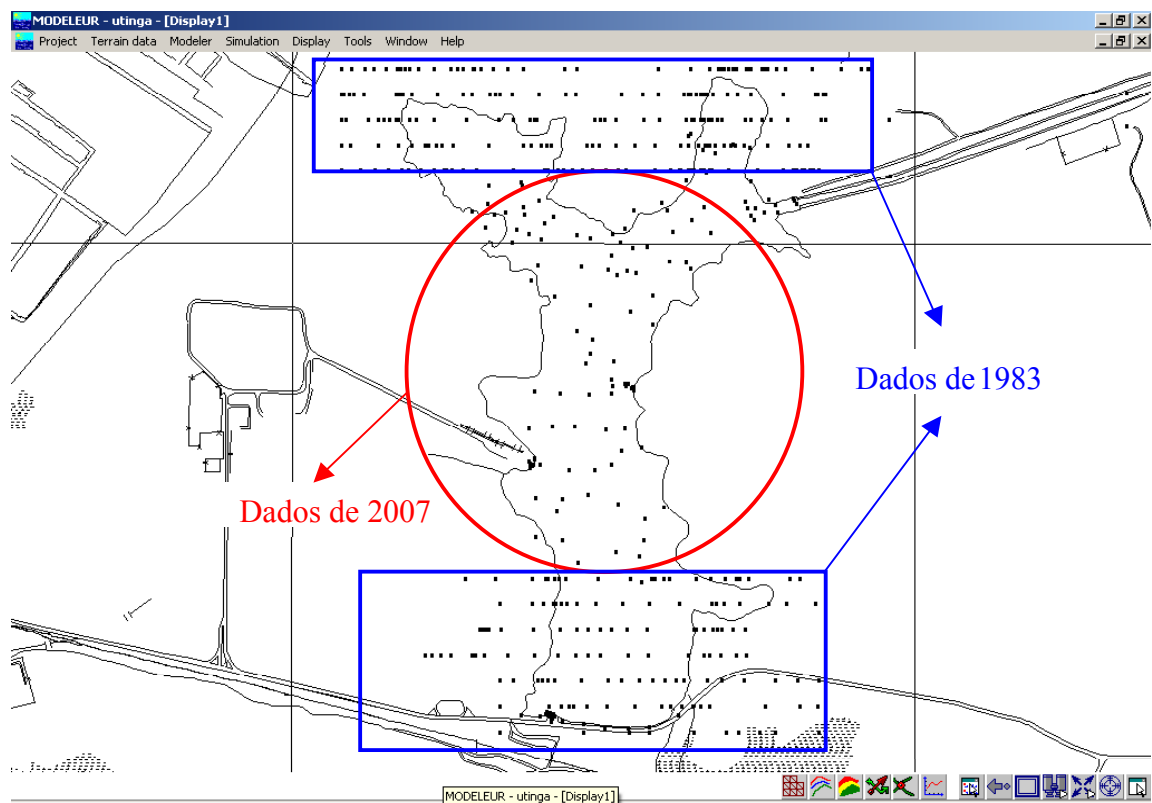 MODELEUR - utinga - [Display1]
Project Terrain data Modeler Simulation Display Tools Window Help
Dados de 1983
Dados de 2007
MODELEUR - utinga - [Display1]